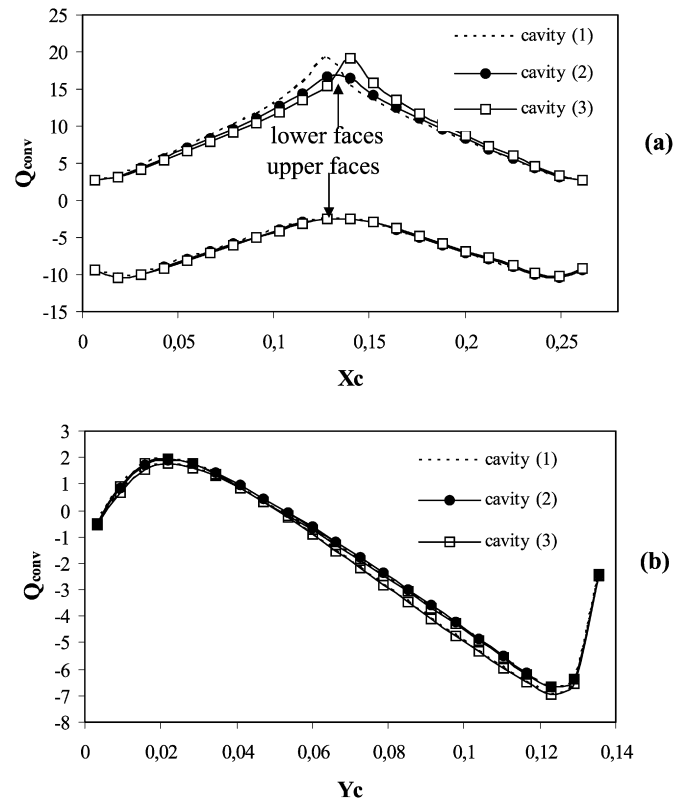 25
20
15
10
5
0
-5
-10
-15
Qconv
cavity (1)
cavity (2)
cavity (3)
lower faces
upper faces
(a)
0 0,05 0,1 0,15 0,2 0,25
Xc
3
2
1
0
-1
-2
-3
-4
-5
-6
-7
-8
Qconv
cavity (1)
cavity (2)
cavity (3)
(b)
0 0,02 0,04 0,06 0,08 0,1 0,12 0,14
Yc